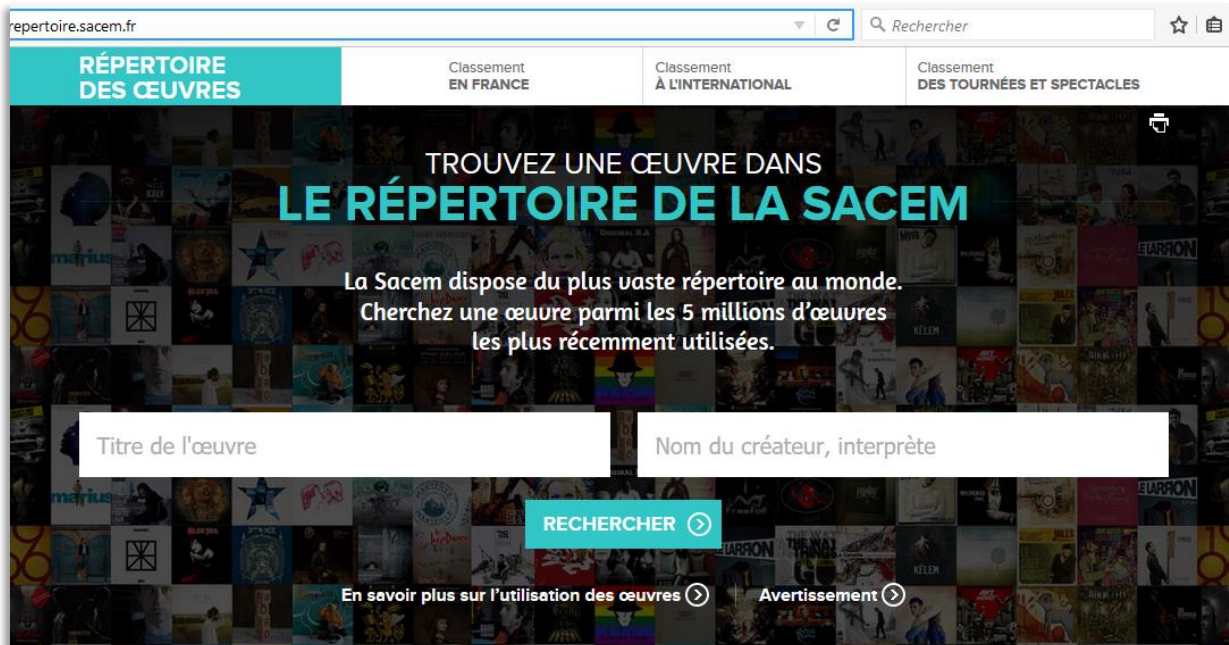 repertoire.sacem.fr
Rechercher
RÉPERTOIRE
DES ŒUVRES
Classement
EN FRANCE
Classement
À L'INTERNATIONAL
Classement
DES TOURNÉES ET SPECTACLES
TROUVEZ UNE ŒUVRE DANS
LE RÉPERTOIRE DE LA SACEM
La Sacem dispose du plus vaste répertoire au monde.
Cherchez une œuvre parmi les 5 millions d'œuvres
les plus récemment utilisées.
Titre de l'œuvre
Nom du créateur, interprète
RECHERCHER
En savoir plus sur l'utilisation des œuvres
Avertissement